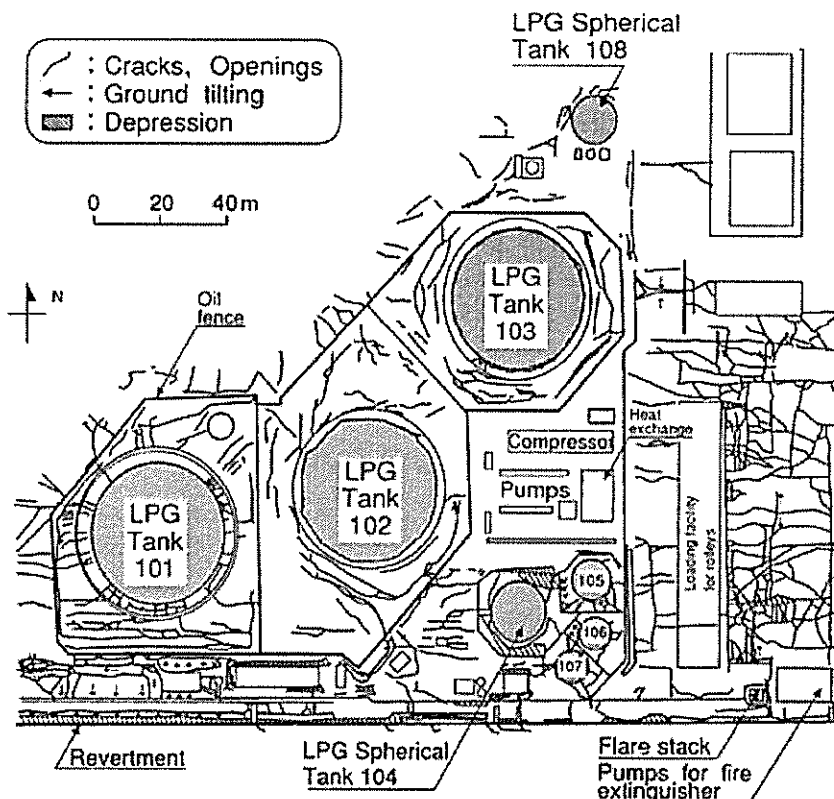 LPG Spherical
Tank 108
: Cracks, Openings
: Ground tilting
: Depression
0 20 40m
N
LPG
Tank
103
Oil
fence
Heat
exchange
Compressor
LPG
Tank
102
Pumps
LPG
Tank
101
Loading facility
for rolleys
105
106
107
Revertment
LPG Spherical
Tank 104
Flare stack
Pumps for fire
extinguisher